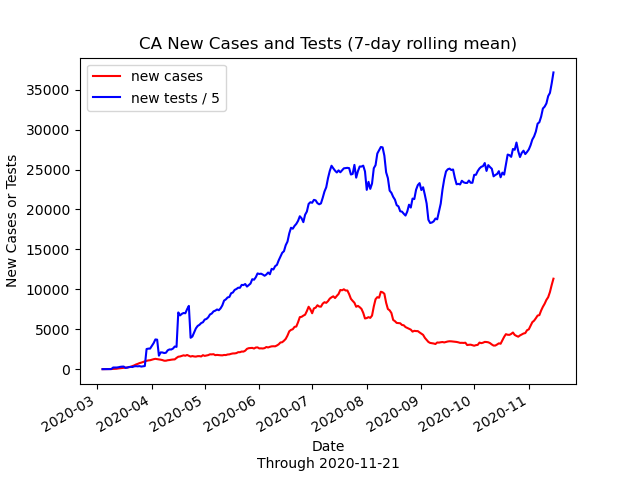 CA New Cases and Tests (7-day rolling mean)
new cases
new tests / 5
New Cases or Tests
35000
30000
25000
20000
15000
10000
5000
0
2020-03
2020-04
2020-05
2020-06
2020-07
2020-08
2020-09
2020-10
2020-11
Date
Through 2020-11-21